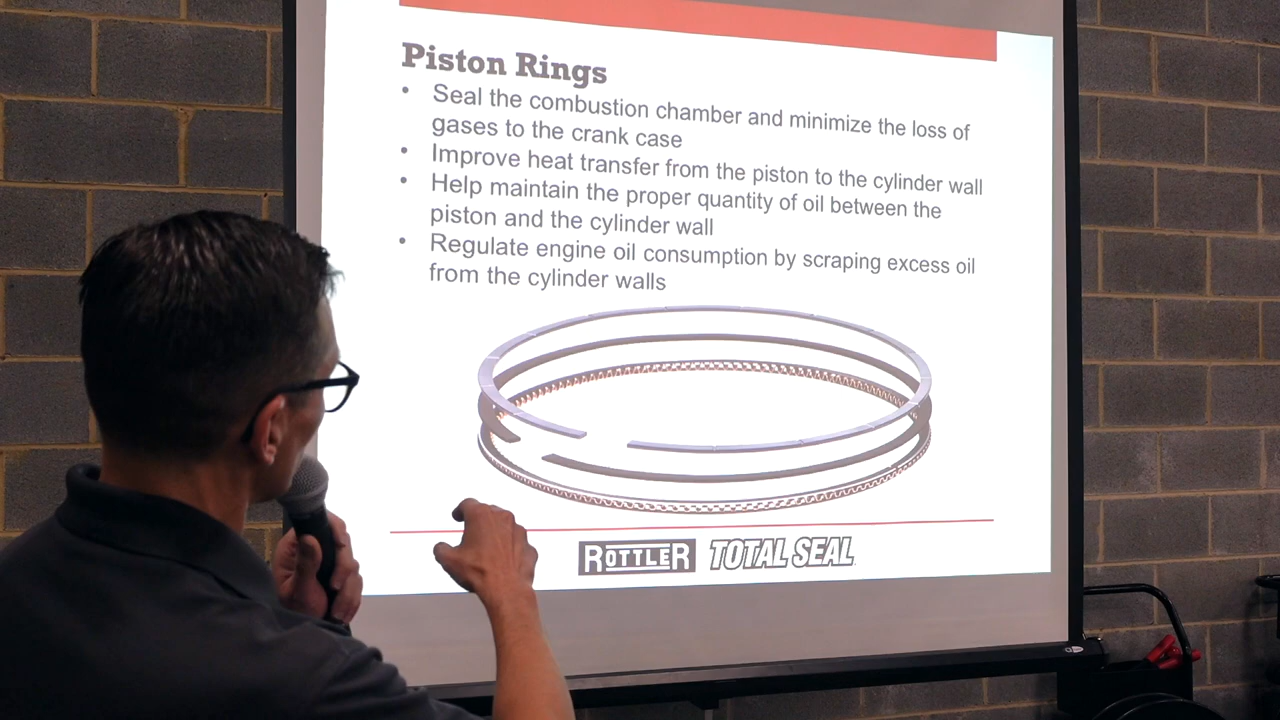 Piston Rings
• Seal the combustion chamber and minimize the loss of
gases to the crank case
• Improve heat transfer from the piston to the cylinder wall
• Help maintain the proper quantity of oil between the
piston and the cylinder wall
• Regulate engine oil consumption by scraping excess oil
from the cylinder walls
ROTTLER TOTAL SEAL